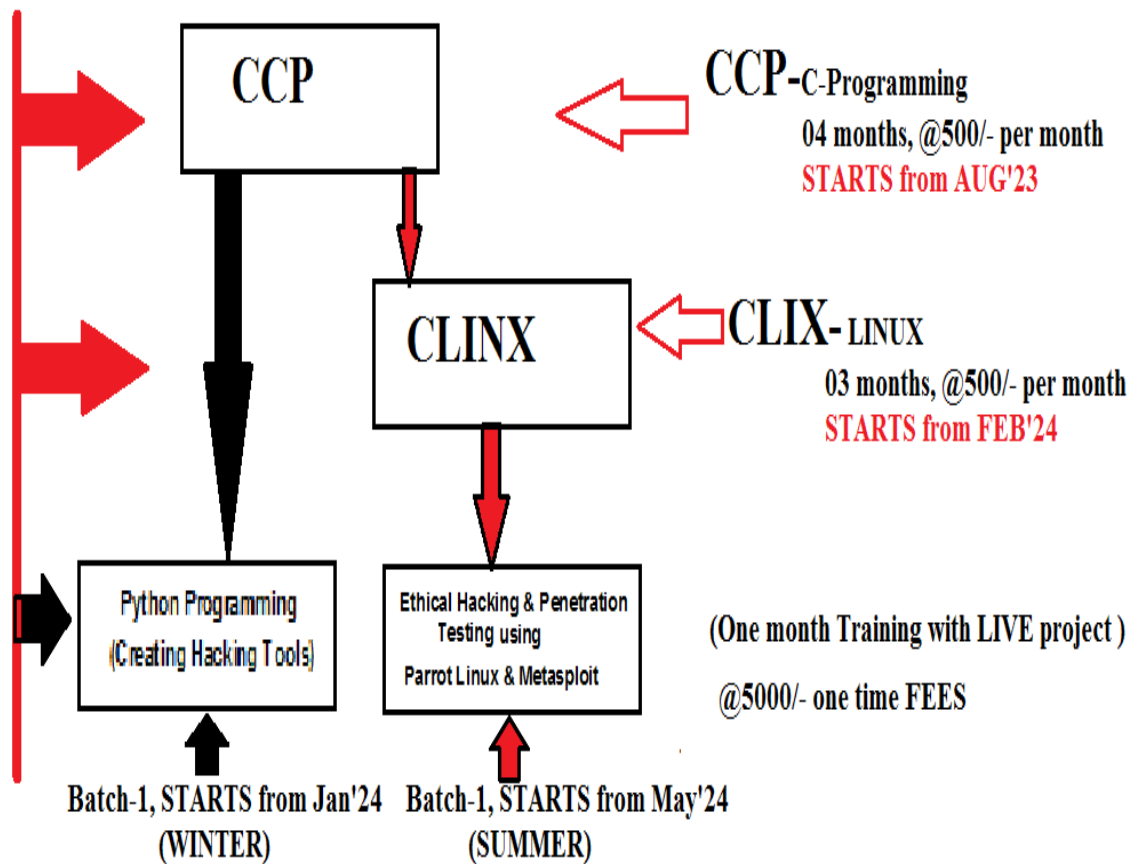 CCP
CCP-C-Programming
04 months, @500/- per month
STARTS from AUG'23
CLINX
CLIX- LINUX
03 months, @500/- per month
STARTS from FEB'24
Python Programming
(Creating Hacking Tools)
Ethical Hacking & Penetration
Testing using
Parrot Linux & Metasploit
(One month Training with LIVE project )
@5000/- one time FEES
Batch-1, STARTS from Jan'24
(WINTER)
Batch-1, STARTS from May'24
(SUMMER)